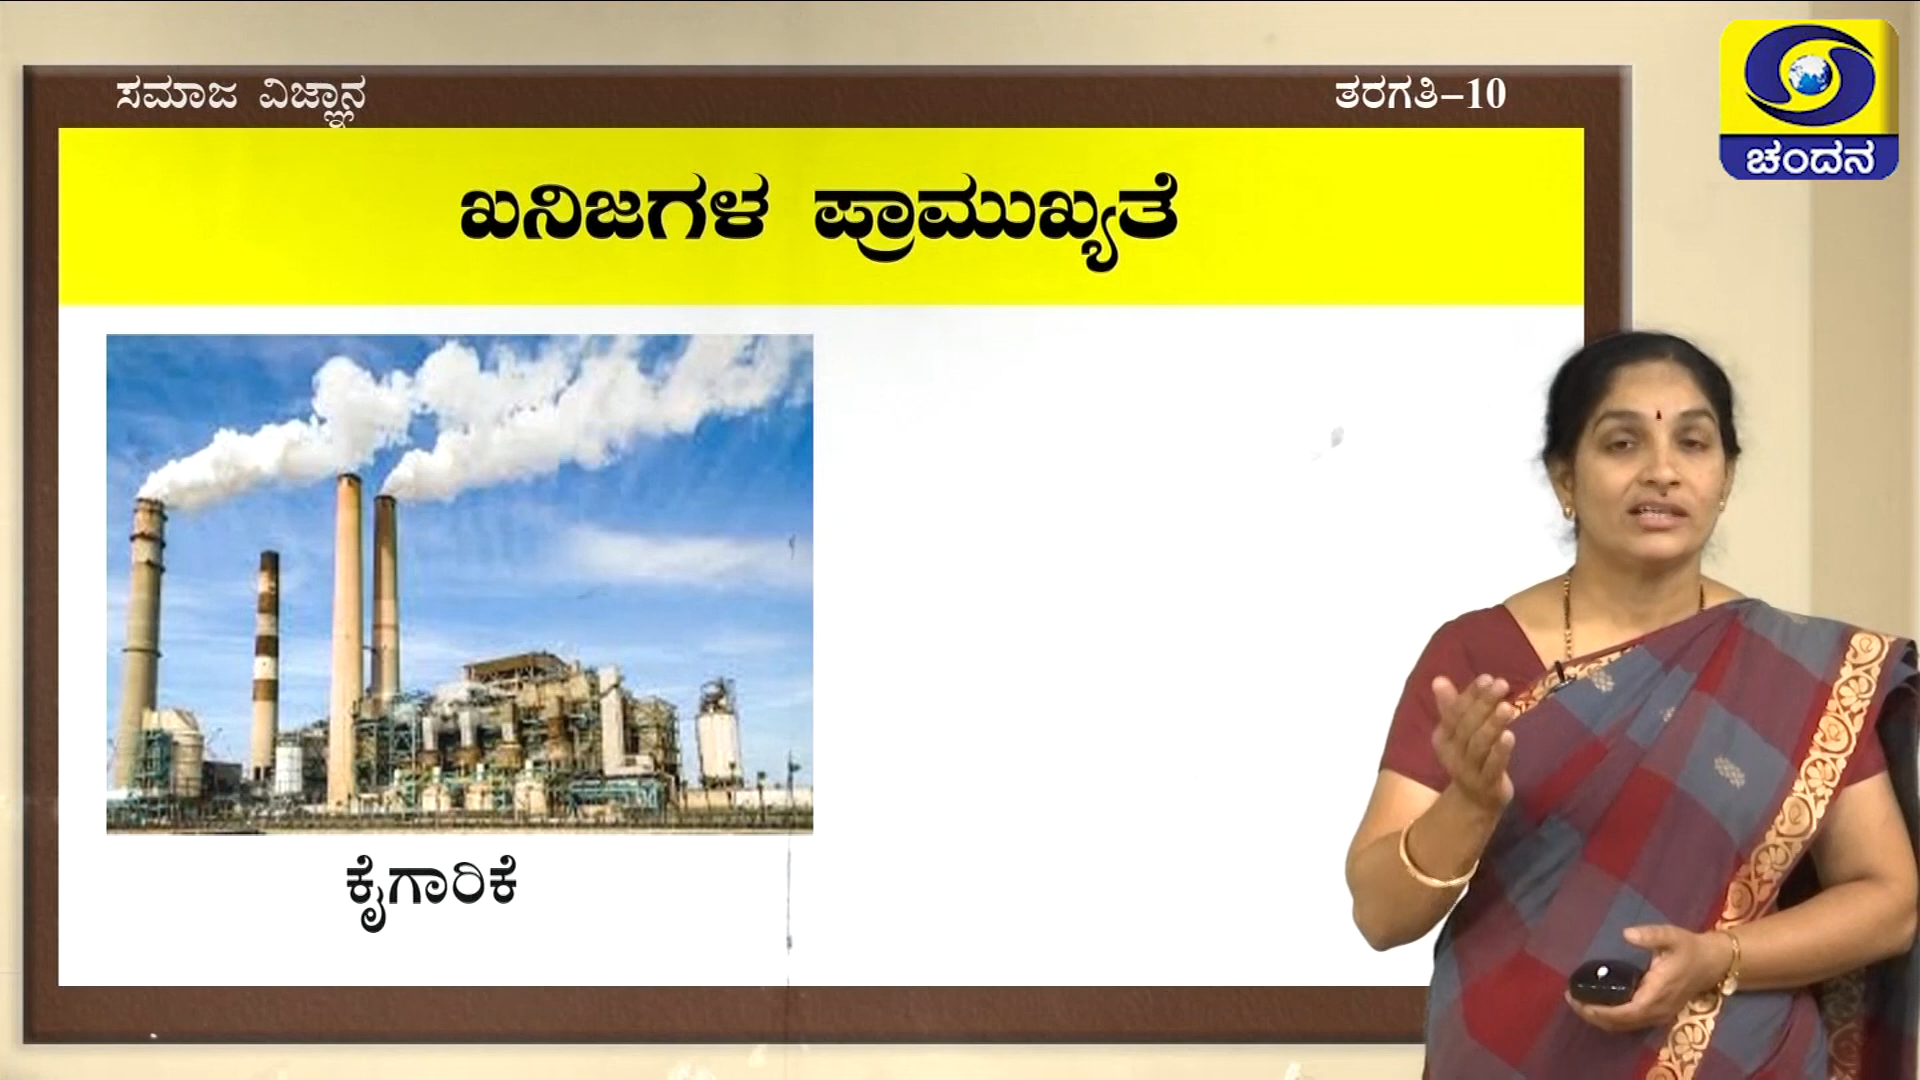 ಸಮಾಜ ವಿಜ್ಞಾನ
ತರಗತಿ-10
ಚಂದನ
ಖನಿಜಗಳ ಪ್ರಾಮುಖ್ಯತೆ
ಕೈಗಾರಿಕೆ